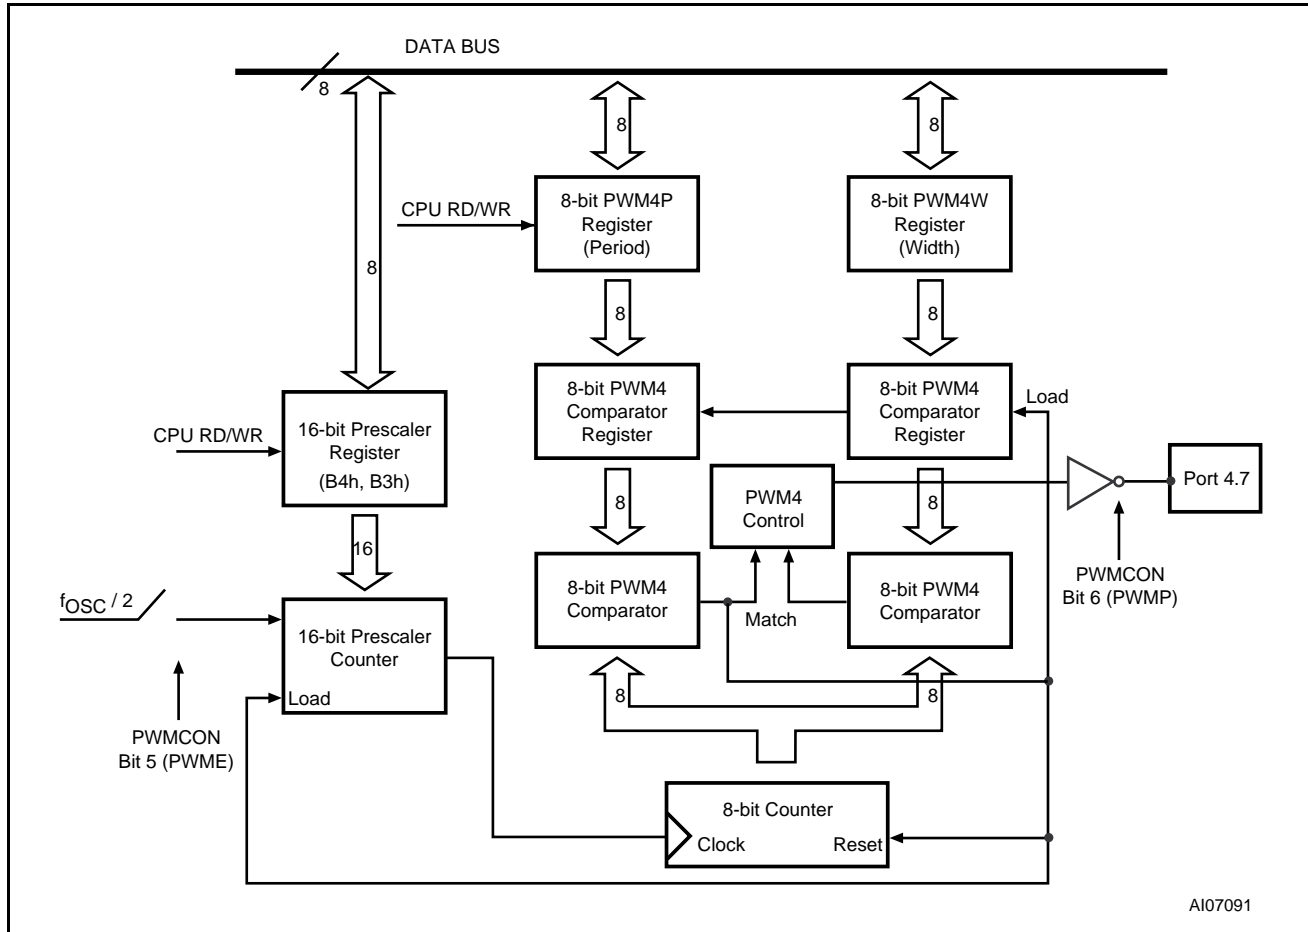 DATA BUS
8
8
8
8-bit PWM4P
Register
(Period)
8-bit PWM4W
Register
(Width)
CPU RD/WR
8
8
8
8-bit PWM4
Comparator
Register
8-bit PWM4
Comparator
Register
Load
CPU RD/WR
16-bit Prescaler
Register
(B4h, B3h)
8
PWM4
Control
8
Port 4.7
16
8-bit PWM4
Comparator
Match
8-bit PWM4
Comparator
PWMCON
Bit 6 (PWMP)
fOSC / 2
16-bit Prescaler
Counter
Load
8
8
PWMCON
Bit 5 (PWME)
8-bit Counter
Clock
Reset
AI07091